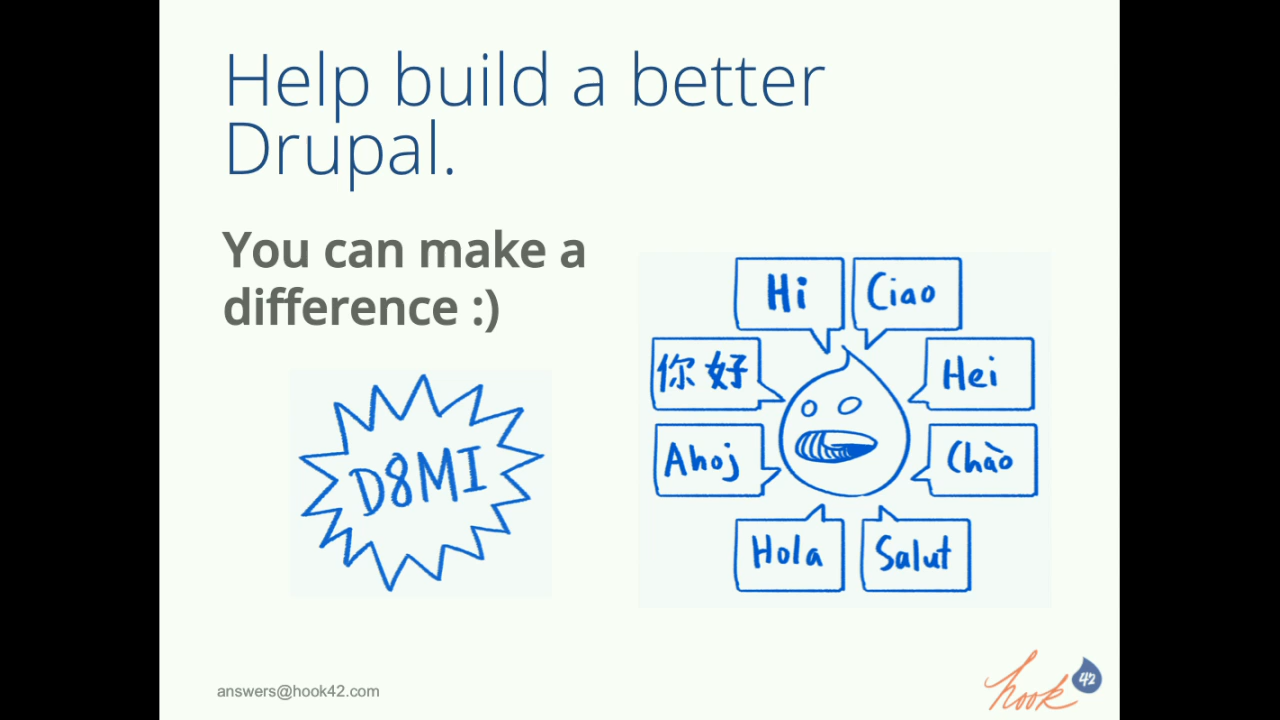 Help build a better
Drupal.
You can make a
difference :)
D8MI
Hi
Ciao
你好
Hei
Ahoj
Chào
Hola
Salut
answers@hook42.com
hook 42